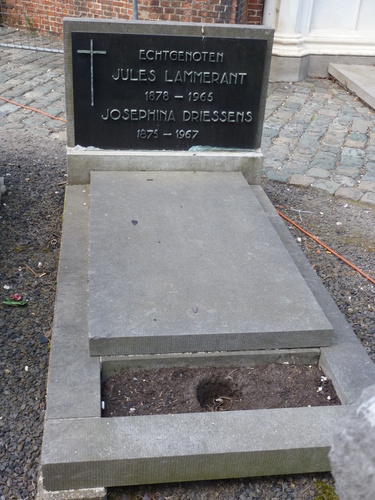 ECHTGENOTEN
JULES LAMMERANT
1878 – 1965
JOSEPHINA DRIESSENS
1875 – 1967